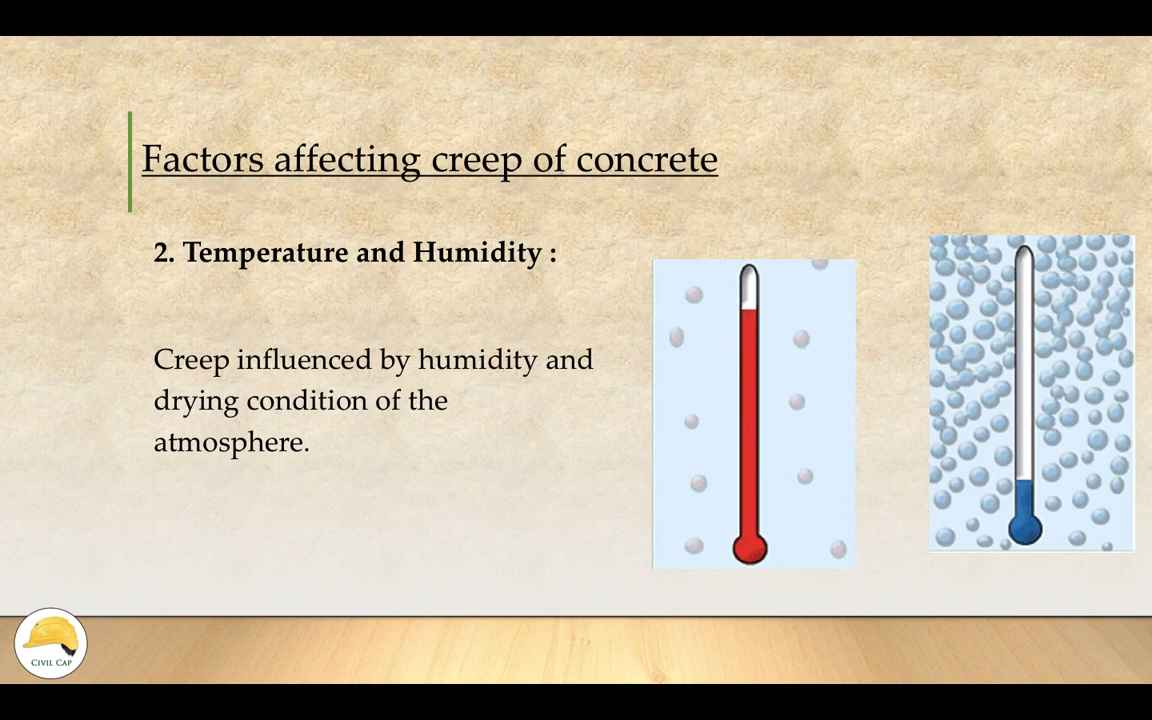 Factors affecting creep of concrete
2. Temperature and Humidity :
Creep influenced by humidity and
drying condition of the
atmosphere.
CIVIL CAP